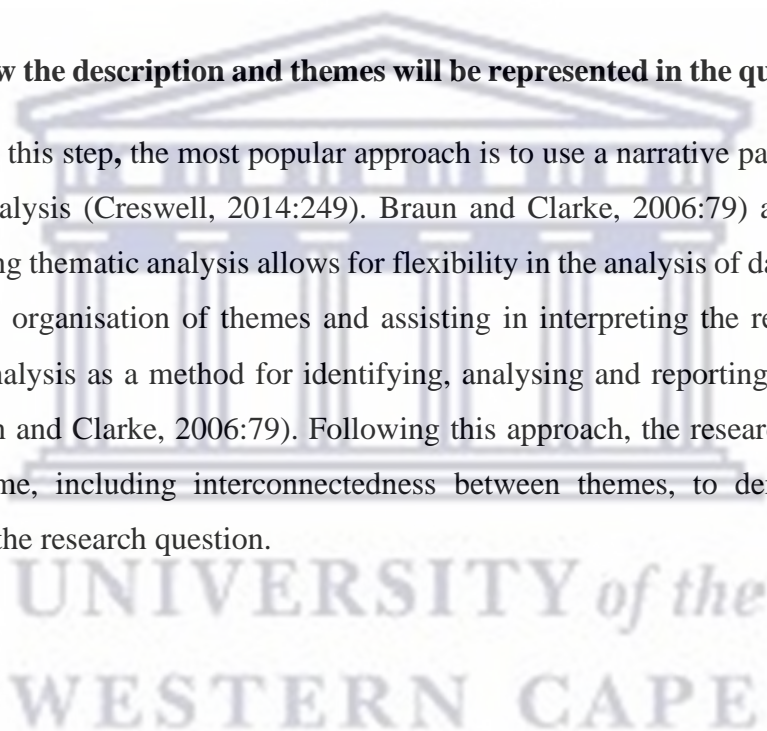 w the description and themes will be represented in the qu
this step, the most popular approach is to use a narrative pa
alysis (Creswell, 2014:249). Braun and Clarke, 2006:79) a
ng thematic analysis allows for flexibility in the analysis of da
organisation of themes and assisting in interpreting the re
nalysis as a method for identifying, analysing and reporting
n and Clarke, 2006:79). Following this approach, the resear
me, including interconnectedness between themes, to de
the research question.
UNIVERSITY of the
WESTERN CAPE